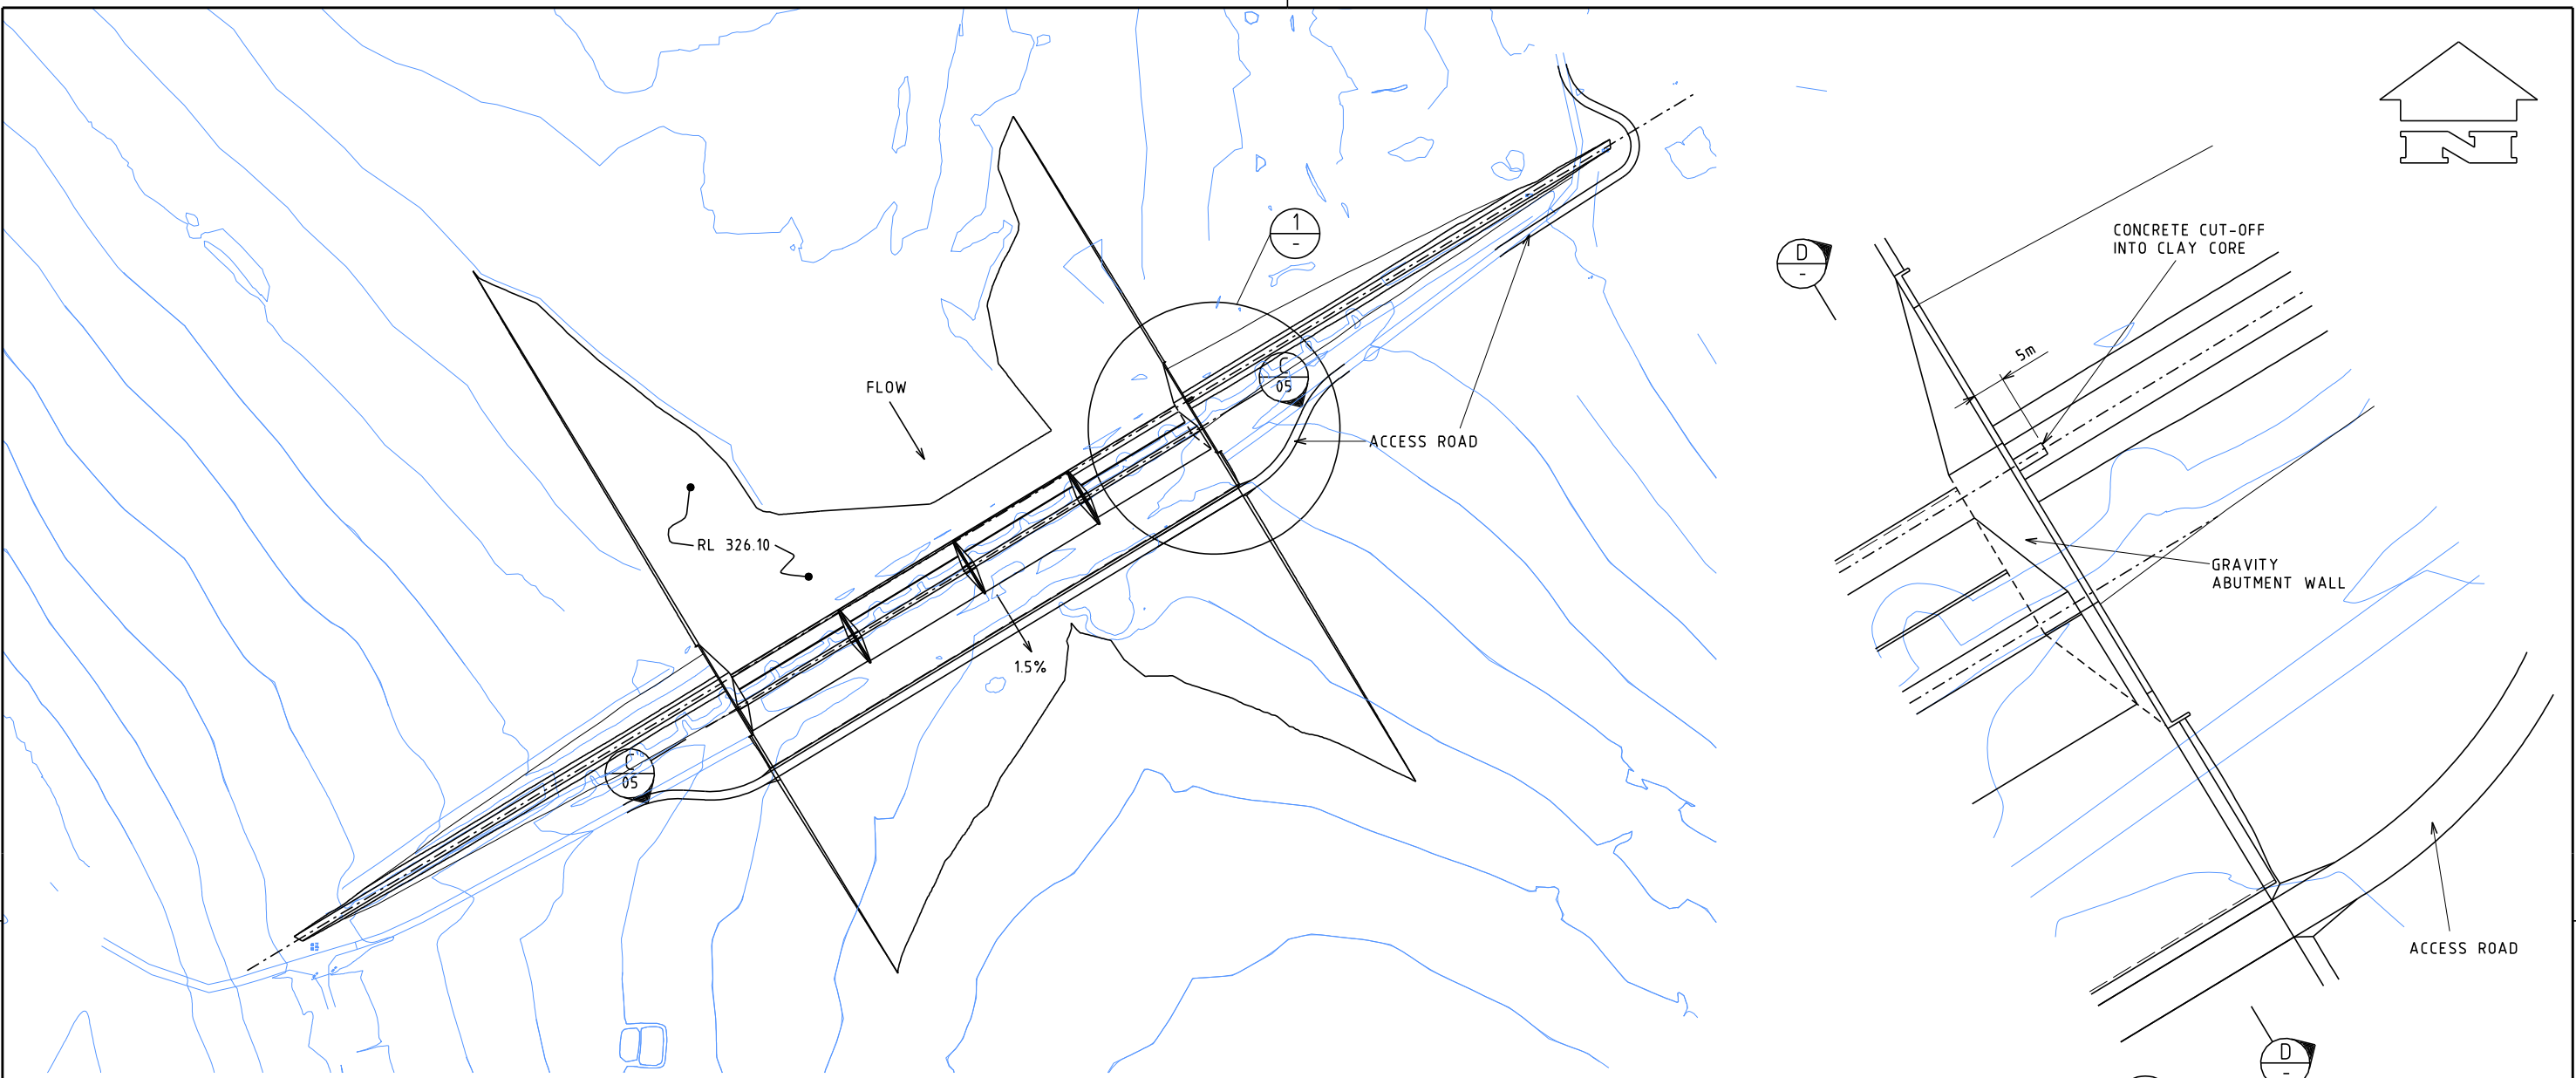 N
1
-
D
-
CONCRETE CUT-OFF
INTO CLAY CORE
5m
FLOW
C
05
ACCESS ROAD
RL 326.10
GRAVITY
ABUTMENT WALL
1.5%
C
05
ACCESS ROAD
D
-